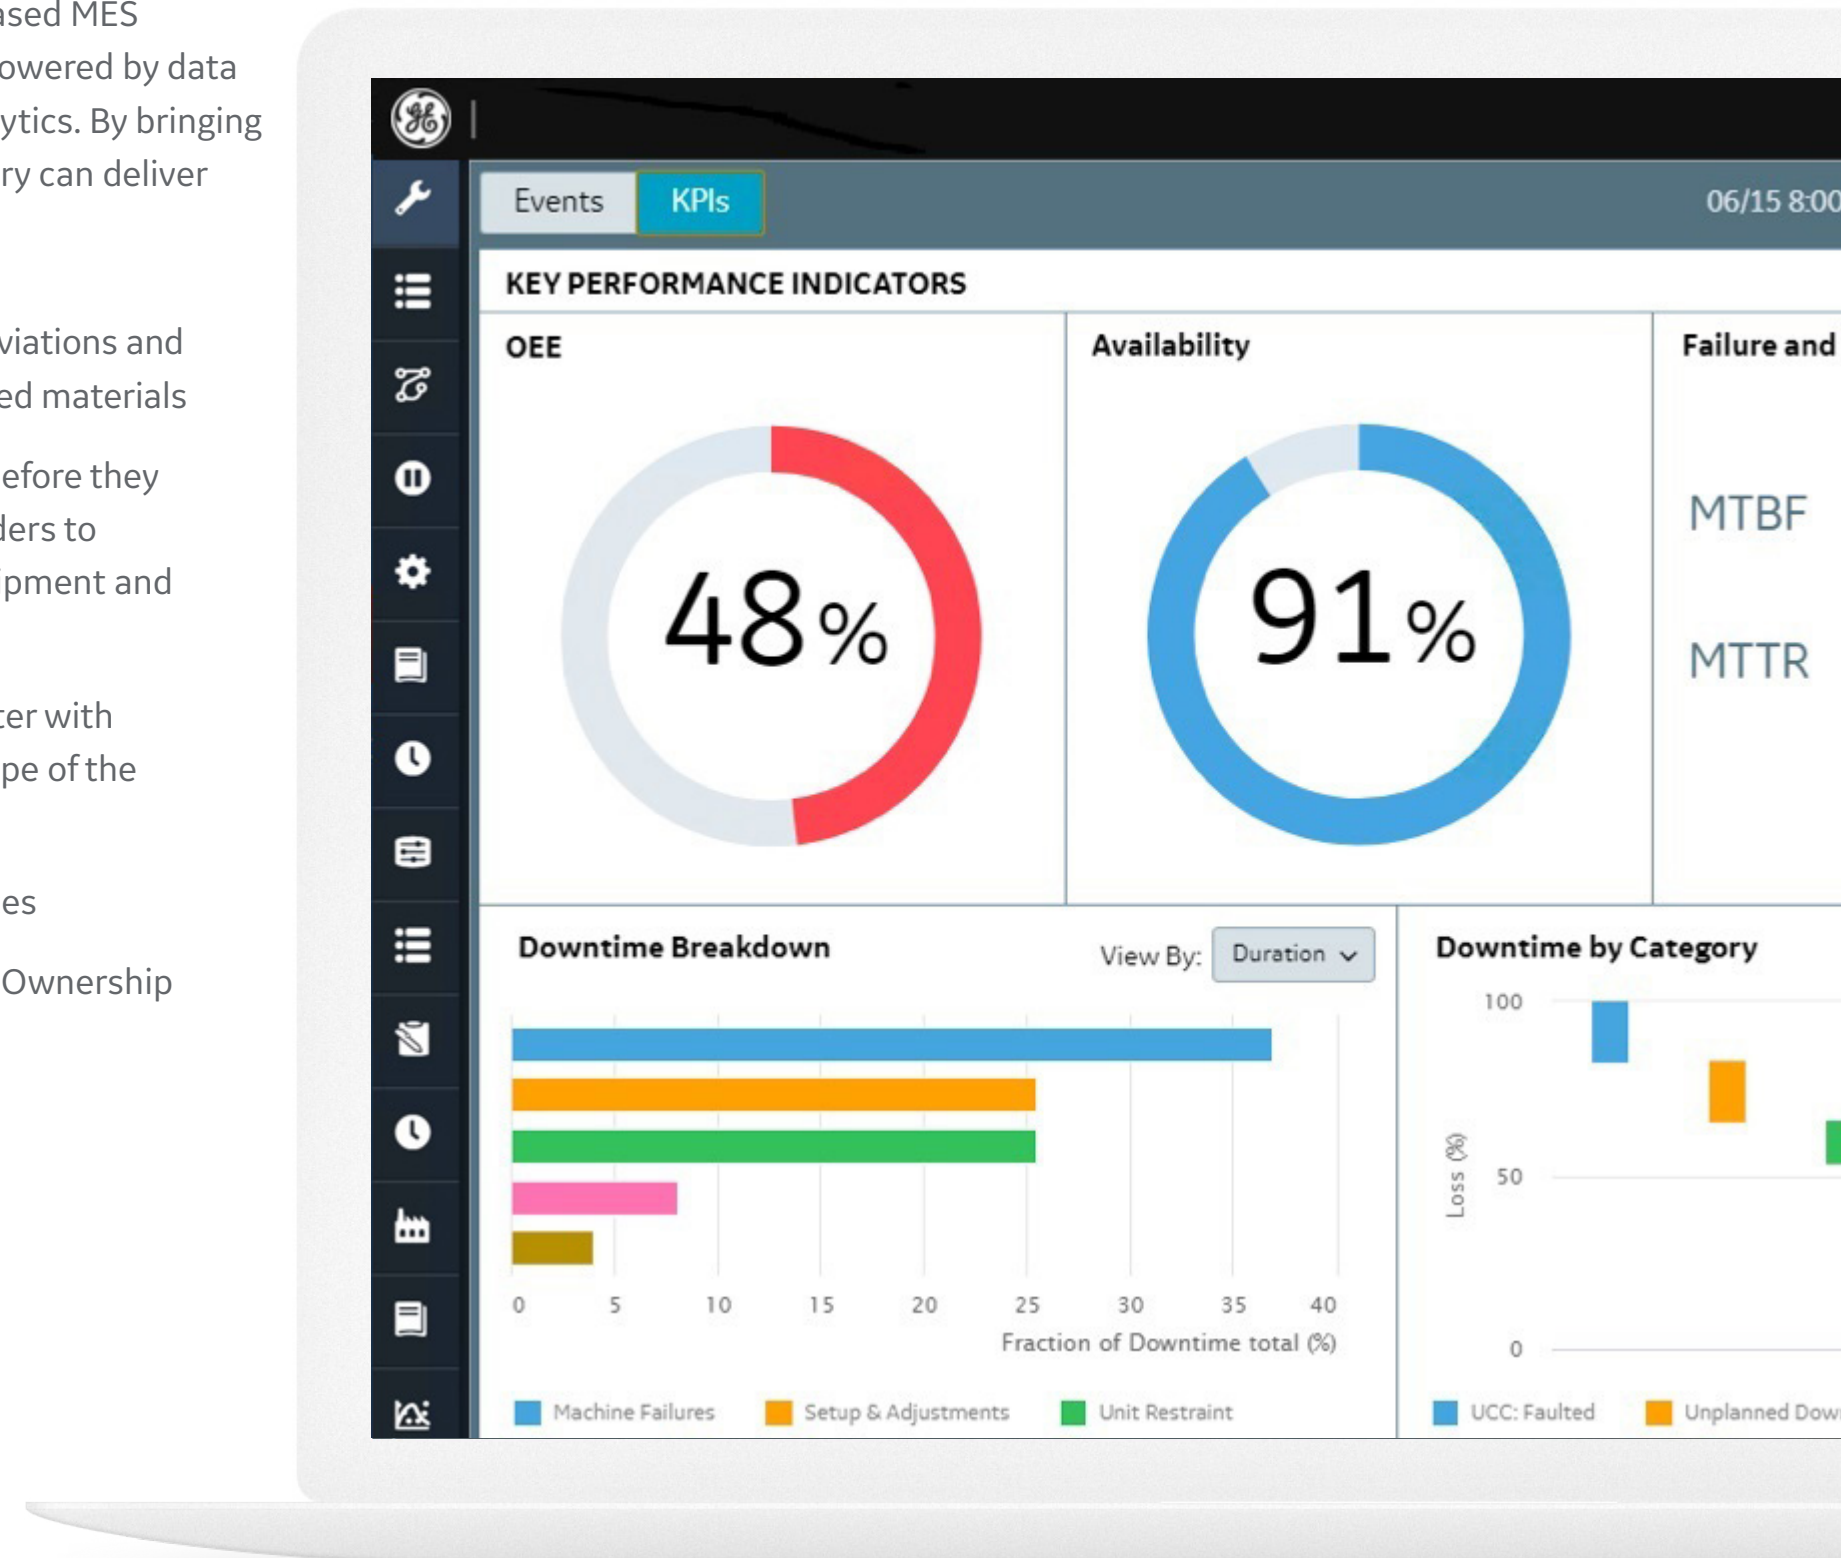 ased MES
owered by data
ytics. By bringing
ry can deliver
viations and
ed materials
efore they
ders to
ipment and
ter with
pe of the
es
Ownership
GE
Events KPIs 06/15 8:00
KEY PERFORMANCE INDICATORS
OEE
48%
Availability
91%
Failure and
MTBF
MTTR
Downtime Breakdown
View By: Duration
0 5 10 15 20 25 30 35 40
Fraction of Downtime total (%)
Machine Failures Setup & Adjustments Unit Restraint
Downtime by Category
100
50
0
Loss (%)
UCC: Faulted Unplanned Dow